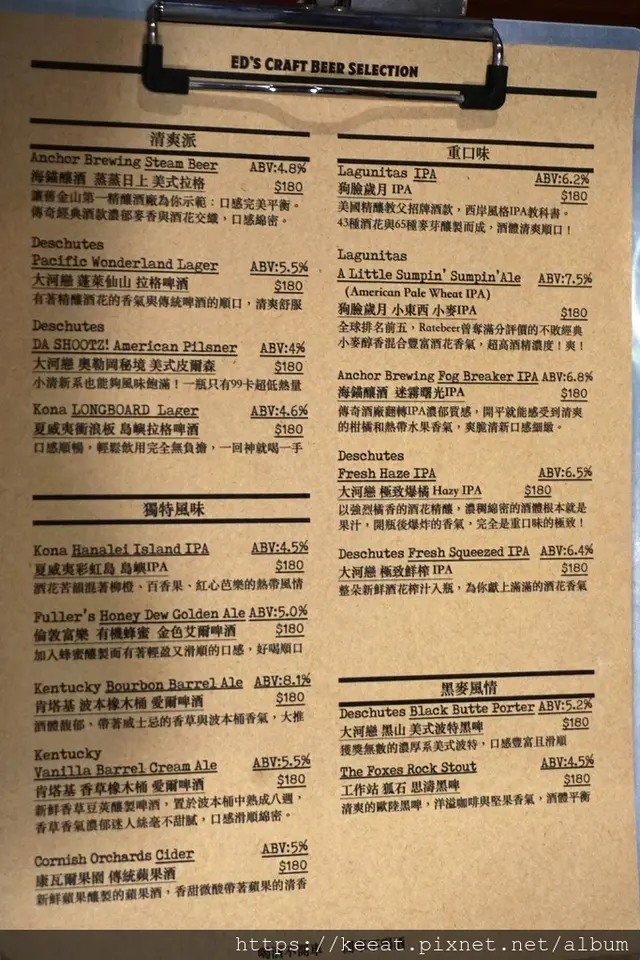 ED'S CRAFT BEER SELECTION
清爽派
Anchor Brewing Steam Beer ABV:4.8%
海錨釀酒 蒸蒸日上 美式拉格 $180
讓舊金山第一精釀酒廠為你示範：口感完美平衡。
傳奇經典酒款濃郁麥香與酒花交織，口感綿密。
Deschutes
Pacific Wonderland Lager ABV:5.5%
大河戀 蓬萊仙山 拉格啤酒 $180
有著精釀酒花的香氣與傳統啤酒的順口，清爽舒服
Deschutes
DA SHOOTZ! American Pilsner ABV:4%
大河戀 奧勒岡秘境 美式皮爾森 $180
小清新系也能夠風味飽滿！一瓶只有99卡超低熱量
Kona LONGBOARD Lager ABV:4.6%
夏威夷衝浪板 島嶼拉格啤酒 $180
口感順暢，輕鬆飲用完全無負擔，一回神就喝一手
獨特風味
Kona Hanalei Island IPA ABV:4.5%
夏威夷彩虹島 島嶼IPA $180
酒花苦韻混著柳橙、百香果、紅心芭樂的熱帶風情
Fuller's Honey Dew Golden Ale ABV:5.0%
倫敦富樂 有機蜂蜜 金色艾爾啤酒 $180
加入蜂蜜釀製而有著輕盈又滑順的口感，好喝順口
Kentucky Bourbon Barrel Ale ABV:8.1%
肯塔基 波本橡木桶 愛爾啤酒 $180
酒體馥郁，帶著威士忌的香草與波本桶香氣，大推
Kentucky
Vanilla Barrel Cream Ale ABV:5.5%
肯塔基 香草橡木桶 愛爾啤酒 $180
新鮮香草豆莢釀製啤酒，置於波本桶中熟成八週，
香草香氣濃郁迷人絲毫不甜膩，口感滑順綿密。
Cornish Orchards Cider ABV:5%
康瓦爾果園 傳統蘋果酒 $180
新鮮蘋果釀製的蘋果酒，香甜微酸帶著蘋果的清香
重口味
Lagunitas IPA ABV:6.2%
狗臉歲月 IPA $180
美國精釀教父招牌酒款，西岸風格IPA教科書。
43種酒花與65種麥芽釀製而成，酒體清爽順口！
Lagunitas
A Little Sumpin' Sumpin'Ale ABV:7.5%
(American Pale Wheat IPA)
狗臉歲月 小東西 小麥IPA $180
全球排名前五，Ratebeer曾奪滿分評價的不敗經典
小麥醇香混合豐富酒花香氣，超高酒精濃度！爽！
Anchor Brewing Fog Breaker IPA ABV:6.8%
海錨釀酒 迷霧曙光IPA $180
傳奇酒廠翻轉IPA濃郁質感，開平就能感受到清爽
的柑橘和熱帶水果香氣，爽脆清新口感細緻。
Deschutes
Fresh Haze IPA ABV:6.5%
大河戀 極致爆橘 Hazy IPA $180
以強烈橘香的酒花精釀，濃稠綿密的酒體根本就是
果汁，開瓶後爆炸的香氣，完全是重口味的極致！
Deschutes Fresh Squeezed IPA ABV:6.4%
大河戀 極致鮮榨 IPA $180
整朵新鮮酒花榨汁入瓶，為你獻上滿滿的酒花香氣
黑麥風情
Deschutes Black Butte Porter ABV:5.2%
大河戀 黑山 美式波特黑啤 $180
獲獎無數的濃厚系美式波特，口感豐富且滑順
The Foxes Rock Stout ABV:4.5%
工作站 狐石 思濤黑啤 $180
清爽的歐陸黑啤，洋溢咖啡與堅果香氣，酒體平衡
https://keeat.pixnet.net/album